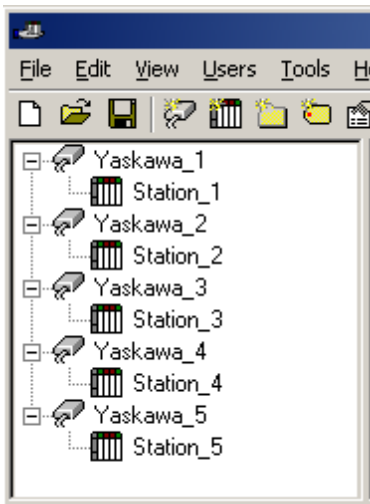 File Edit View Users Tools
Yaskawa_1
Station_1
Yaskawa_2
Station_2
Yaskawa_3
Station_3
Yaskawa_4
Station_4
Yaskawa_5
Station_5